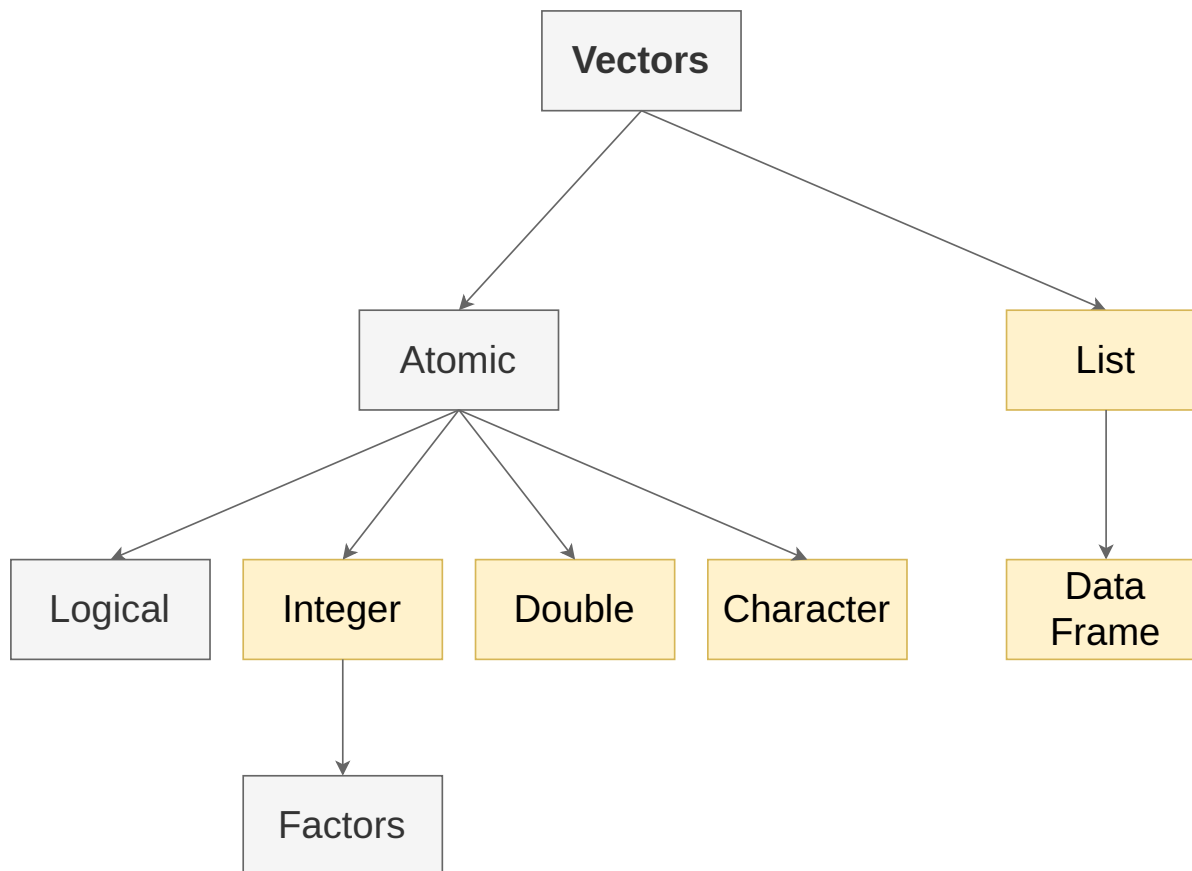 Vectors
Atomic
List
Logical
Integer
Double
Character
Data
Frame
Factors